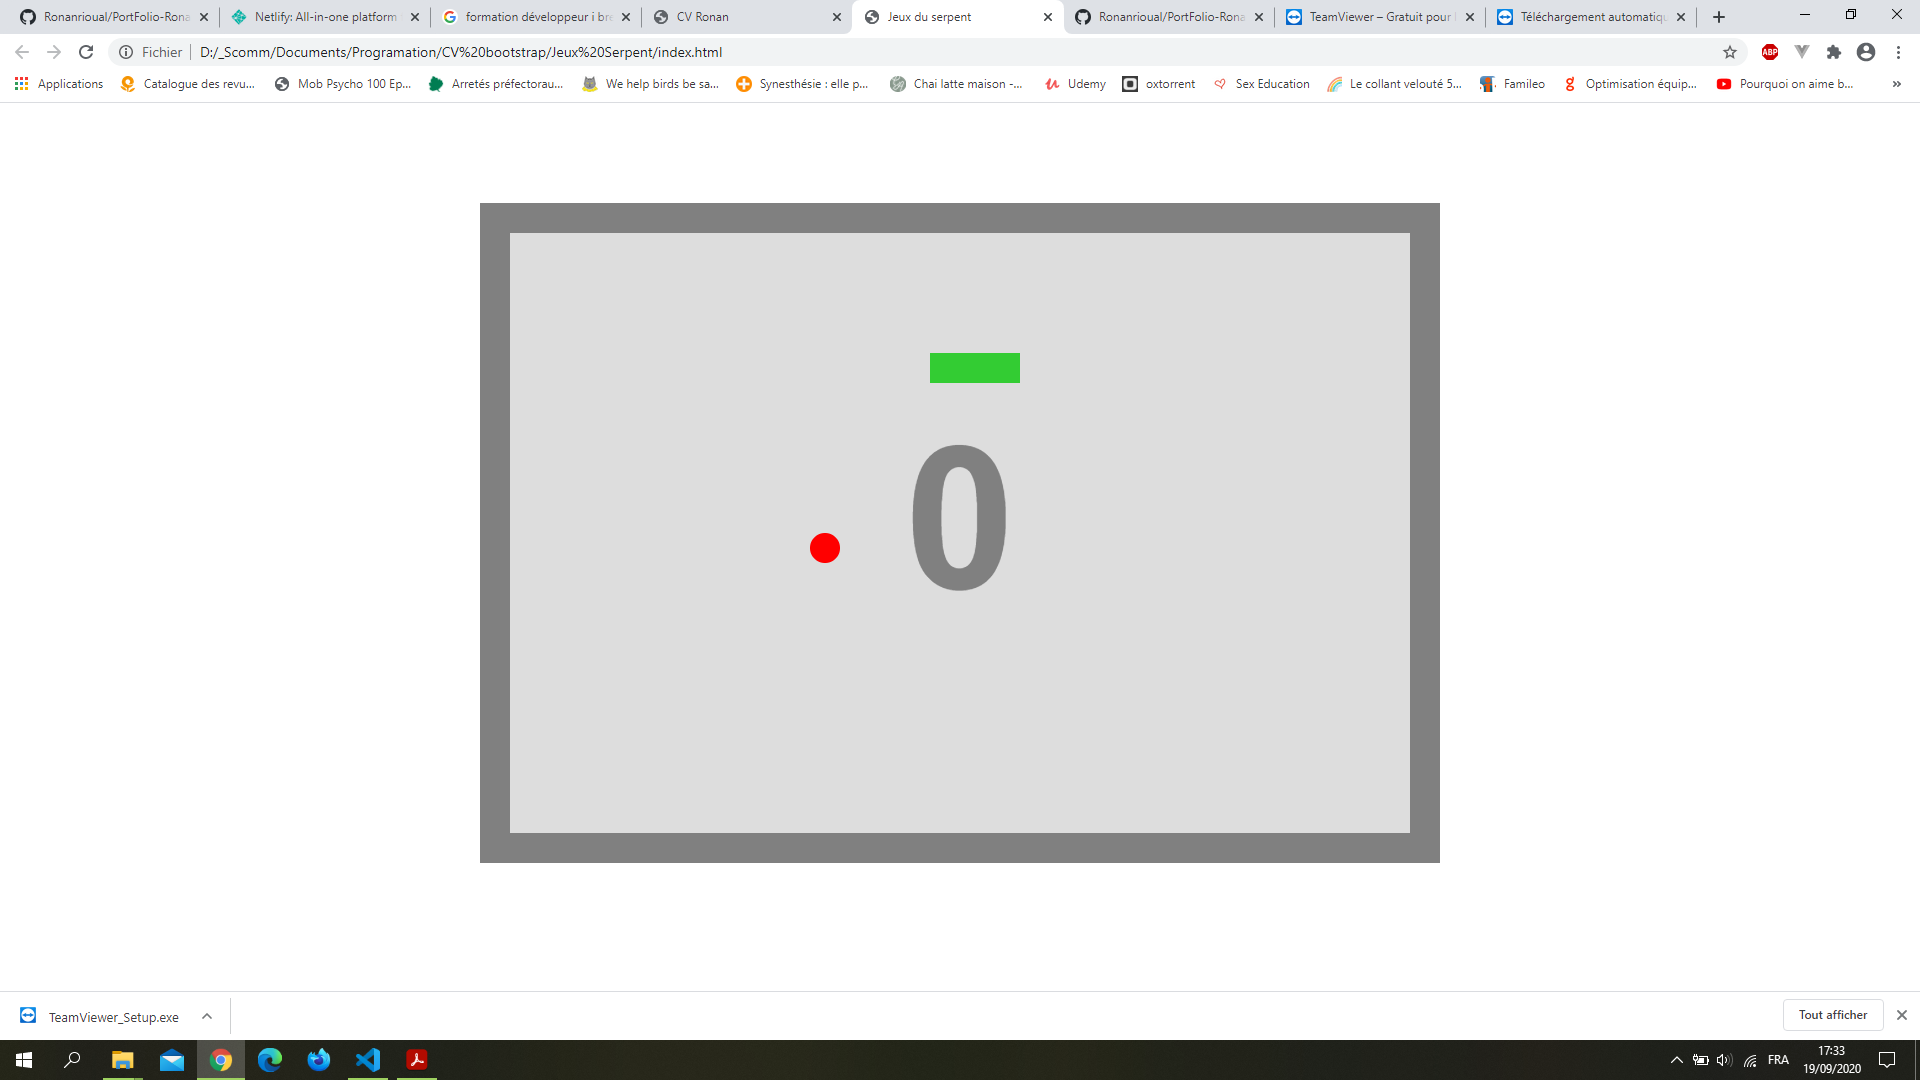 Ronanrioual/PortFolio-Rona
Netlify: All-in-one platform
formation développeur i bre
CV Ronan
Jeux du serpent
Ronanrioual/PortFolio-Rona
TeamViewer – Gratuit pour l
Téléchargement automatiqu
Fichier
D:/_Scomm/Documents/Programation/CV%20bootstrap/Jeux%20Serpent/index.html
ABP
Applications
Catalogue des revu...
Mob Psycho 100 Ep...
Arretés préfectorau...
We help birds be sa...
Synesthésie : elle p...
Chai latte maison -...
Udemy
oxtorrent
Sex Education
Le collant velouté 5...
Famileo
Optimisation équip...
Pourquoi on aime b...
»
0
TeamViewer_Setup.exe
Tout afficher
FRA
17:33
19/09/2020